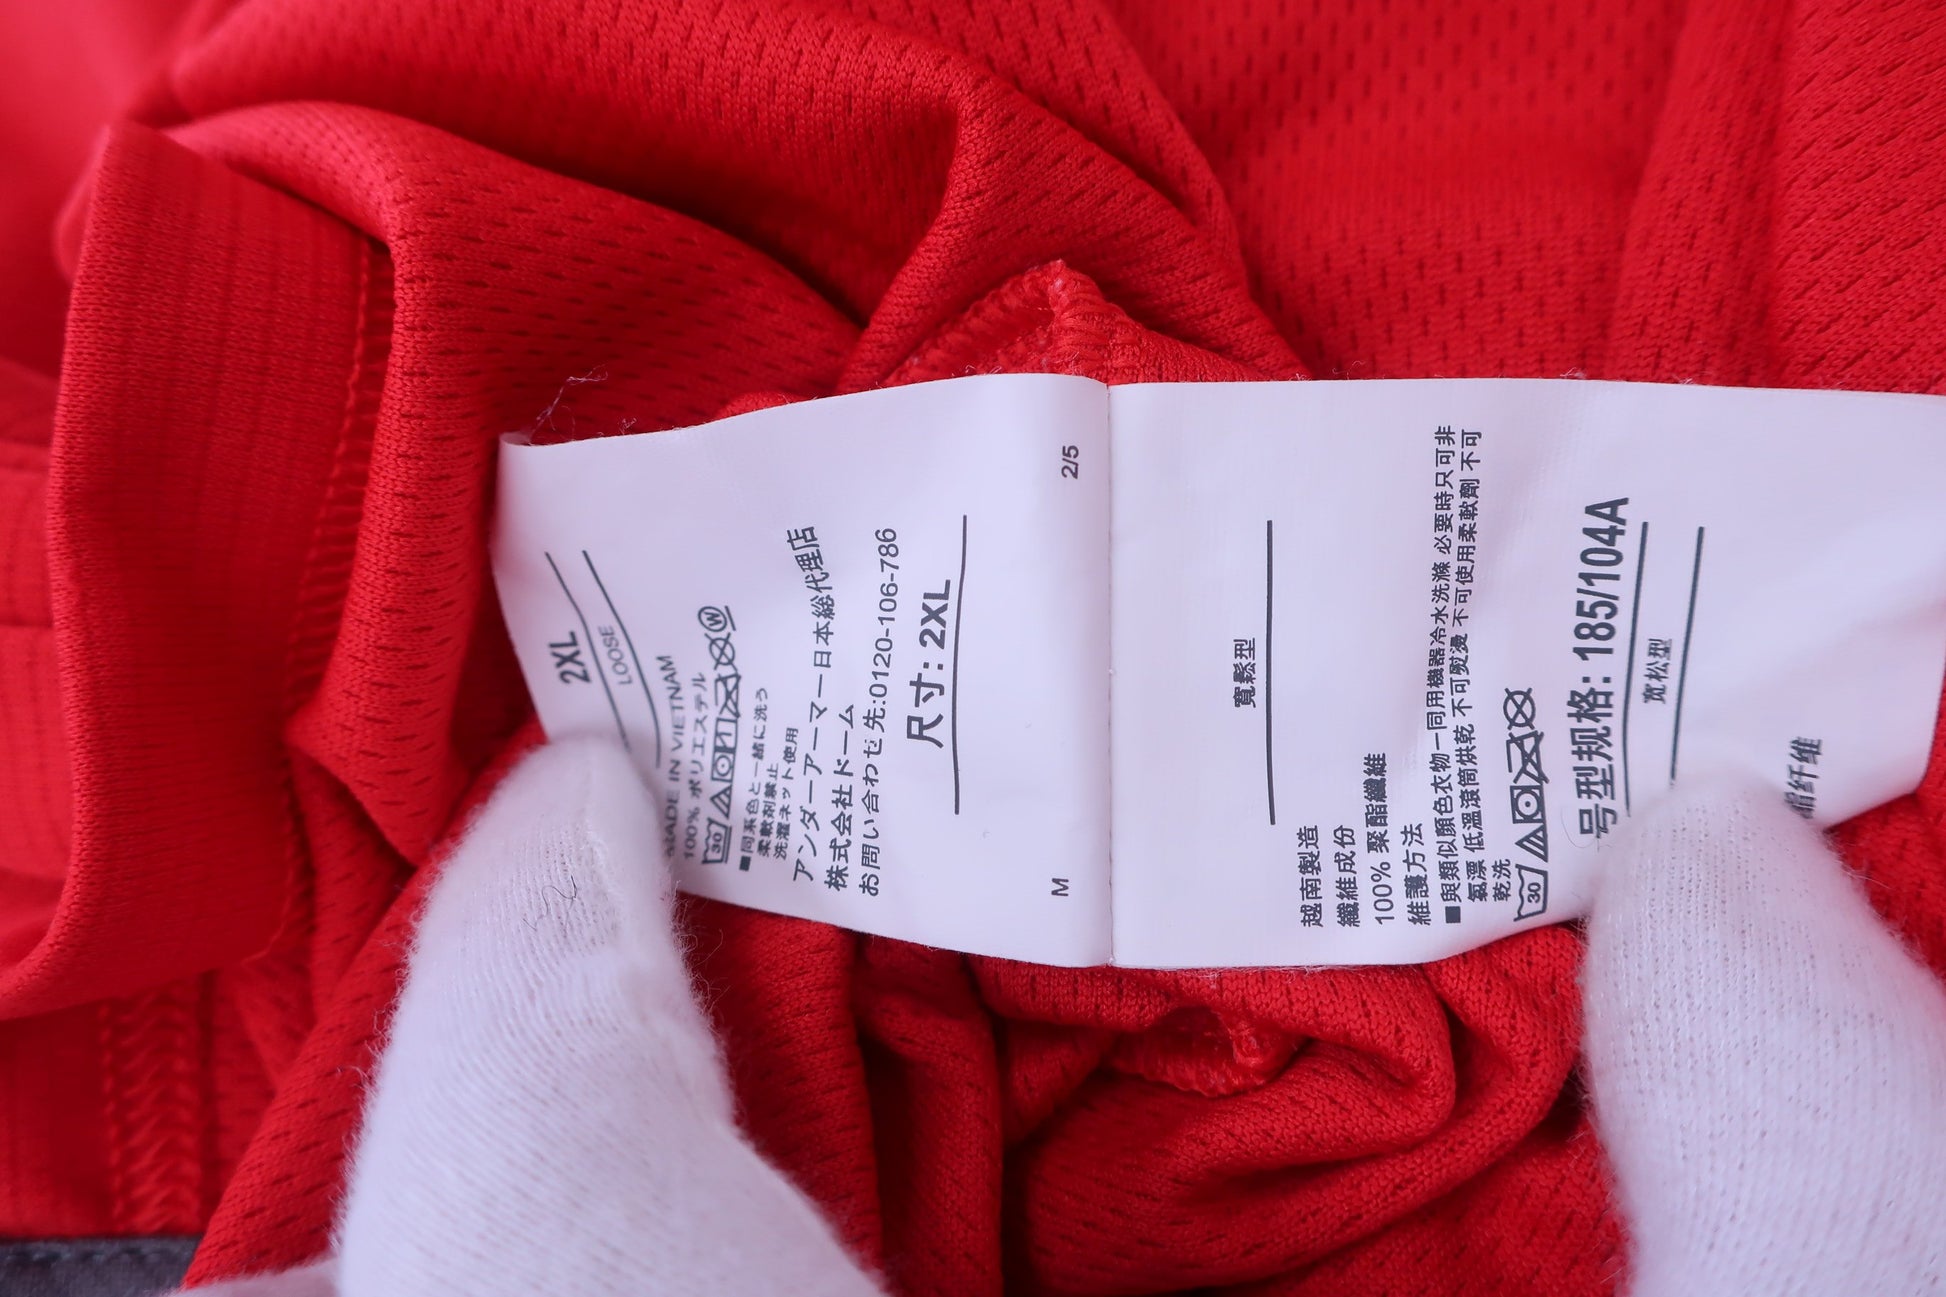 2XL
LOOSE
MADE IN VIETNAM
100% ポリエステル
30 W
■同系色と一緒に洗う
柔軟剤禁止
洗濯ネット使用
アンダーアーマー日本総代理店
株式会社ドーム
お問い合わせ先:0120-106-786
尺寸: 2XL
M 2/5
寬鬆型
越南製造
纖維成份
100% 聚酯纖維
維護方法
■與類似顏色衣物一同用機器冷水洗滌 必要時只可非
氯漂 低溫滾筒烘乾 不可熨燙 不可使用柔軟劑 不可
乾洗
30
号型规格: 185/104A
宽松型
酯纤维